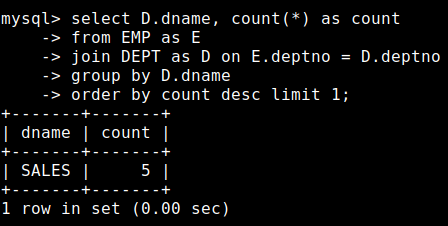 mysql> select D.dname, count(*) as count
    -> from EMP as E
    -> join DEPT as D on E.deptno = D.deptno
    -> group by D.dname
    -> order by count desc limit 1;
+-------+-------+
| dname | count |
+-------+-------+
| SALES |     5 |
+-------+-------+
1 row in set (0.00 sec)